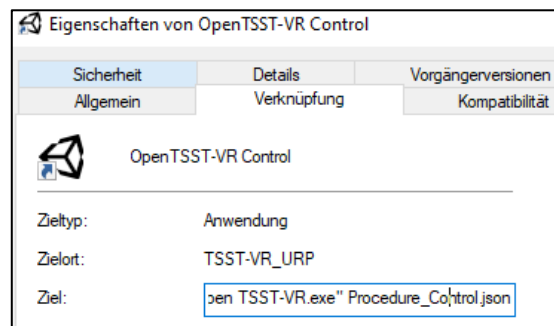 Eigenschaften von OpenTSST-VR Control
Sicherheit Details Vorgängerversionen
Allgemein Verknüpfung Kompatibilität
OpenTSST-VR Control
Zieltyp: Anwendung
Zielort: TSST-VR_URP
Ziel: pen TSST-VR.exe" Procedure_Control.json